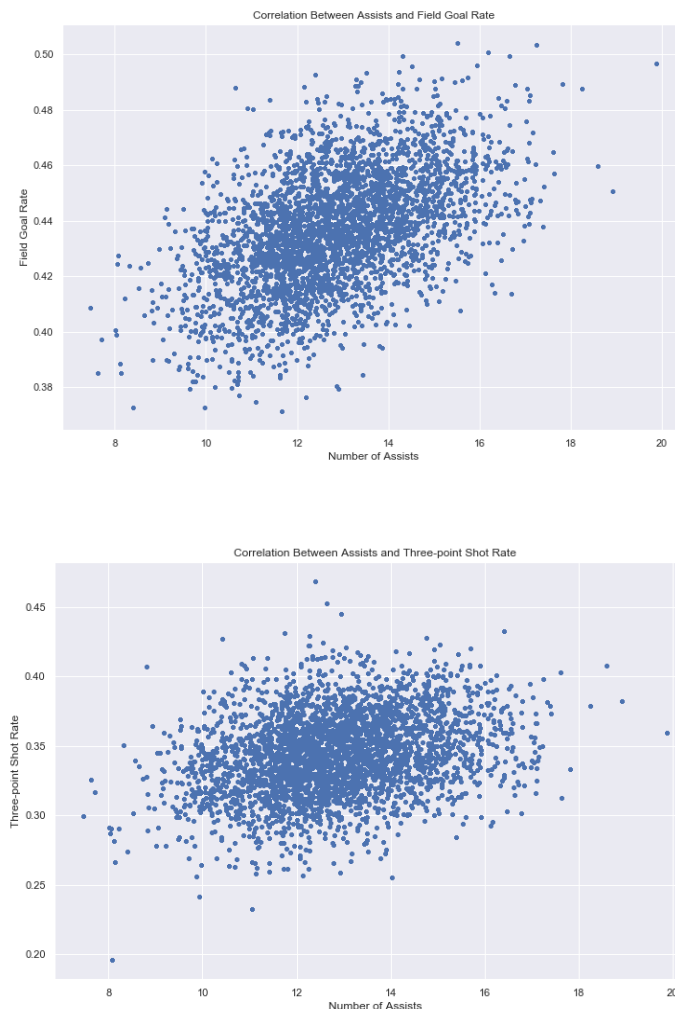 Correlation Between Assists and Field Goal Rate
0.50
0.48
0.46
0.44
0.42
0.40
0.38
Field Goal Rate
8 10 12 14 16 18 20
Number of Assists
Correlation Between Assists and Three-point Shot Rate
0.45
0.40
0.35
0.30
0.25
0.20
Three-point Shot Rate
8 10 12 14 16 18 20
Number of Assists